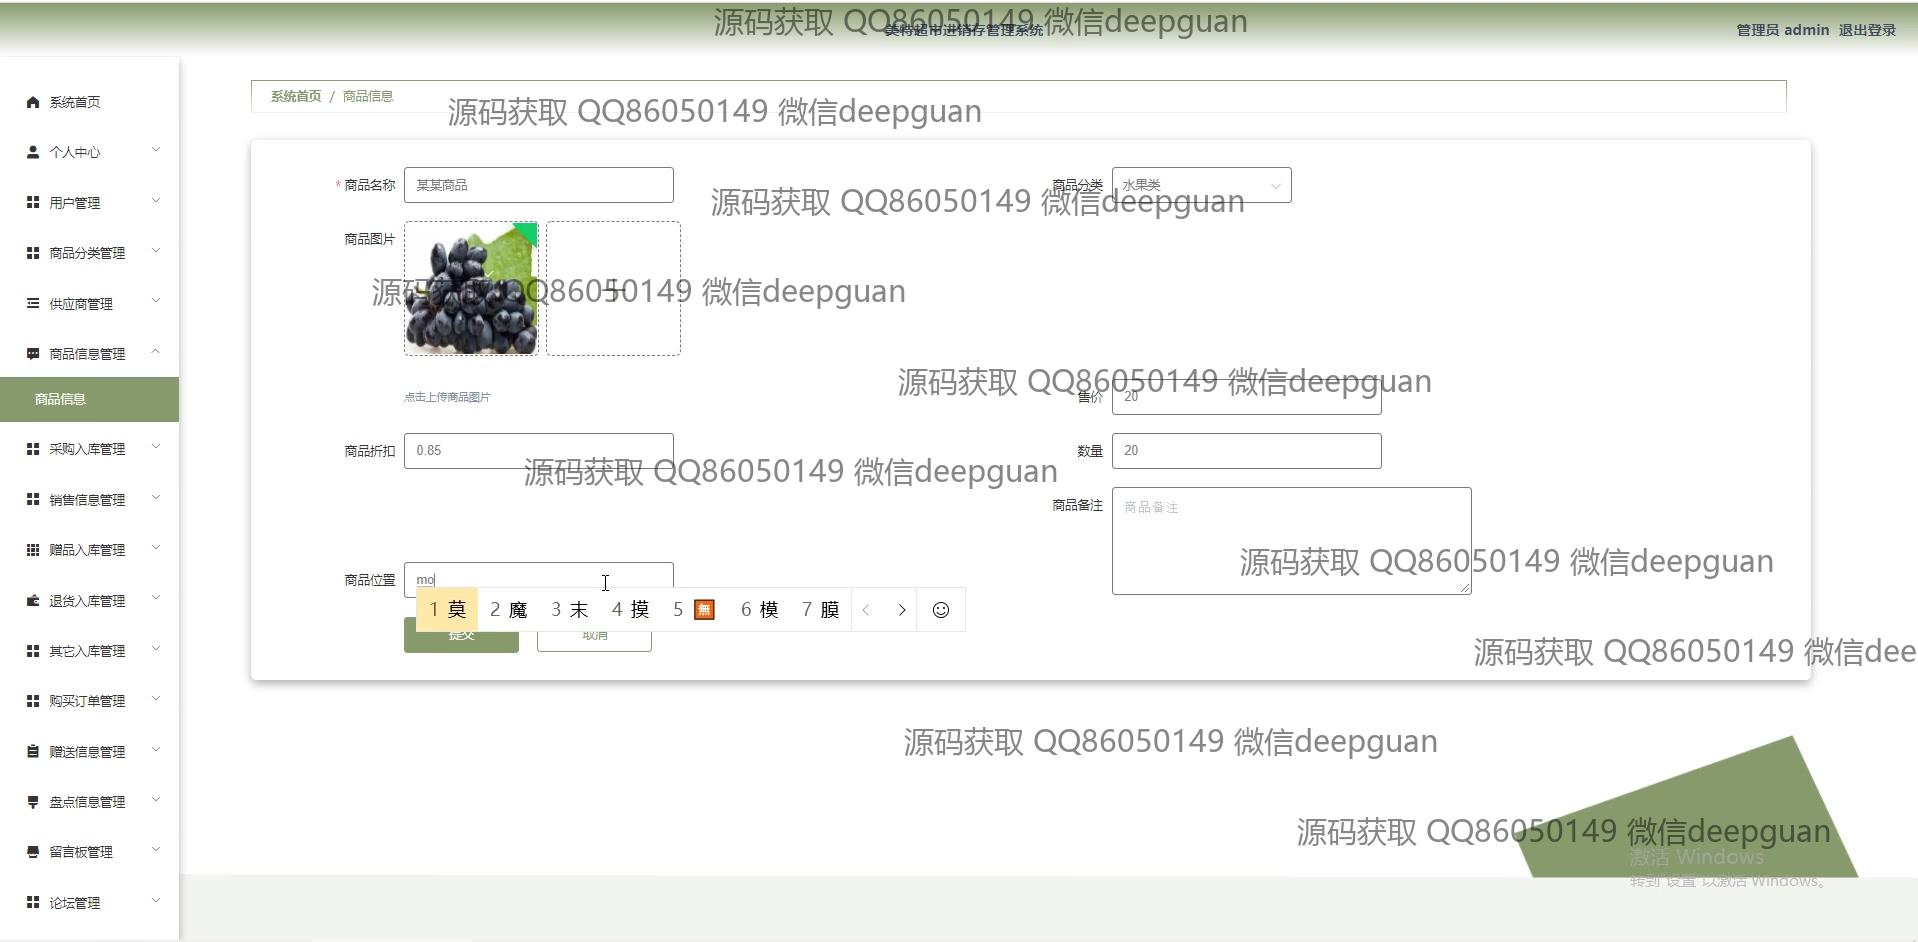 源码获取 QQ86050149 微信deepguan
美特超市进销存管理系统
管理员 admin 退出登录
系统首页
个人中心
用户管理
商品分类管理
供应商管理
商品信息管理
商品信息
采购入库管理
销售信息管理
赠品入库管理
退货入库管理
其它入库管理
购买订单管理
赠送信息管理
盘点信息管理
留言板管理
论坛管理
系统首页 / 商品信息
源码获取 QQ86050149 微信deepguan
* 商品名称 某某商品
商品分类 水果类
源码获取 QQ86050149 微信deepguan
商品图片
源码获取 QQ86050149 微信deepguan
源码获取 QQ86050149 微信deepguan
点击上传商品图片
售价 20
商品折扣 0.85
数量 20
源码获取 QQ86050149 微信deepguan
商品备注 商品备注
源码获取 QQ86050149 微信deepguan
商品位置 mo
1 莫 2 魔 3 末 4 摸 5 🈚 6 模 7 膜
提交 取消
源码获取 QQ86050149 微信dee
源码获取 QQ86050149 微信deepguan
源码获取 QQ86050149 微信deepguan
激活 Windows
转到"设置"以激活 Windows。